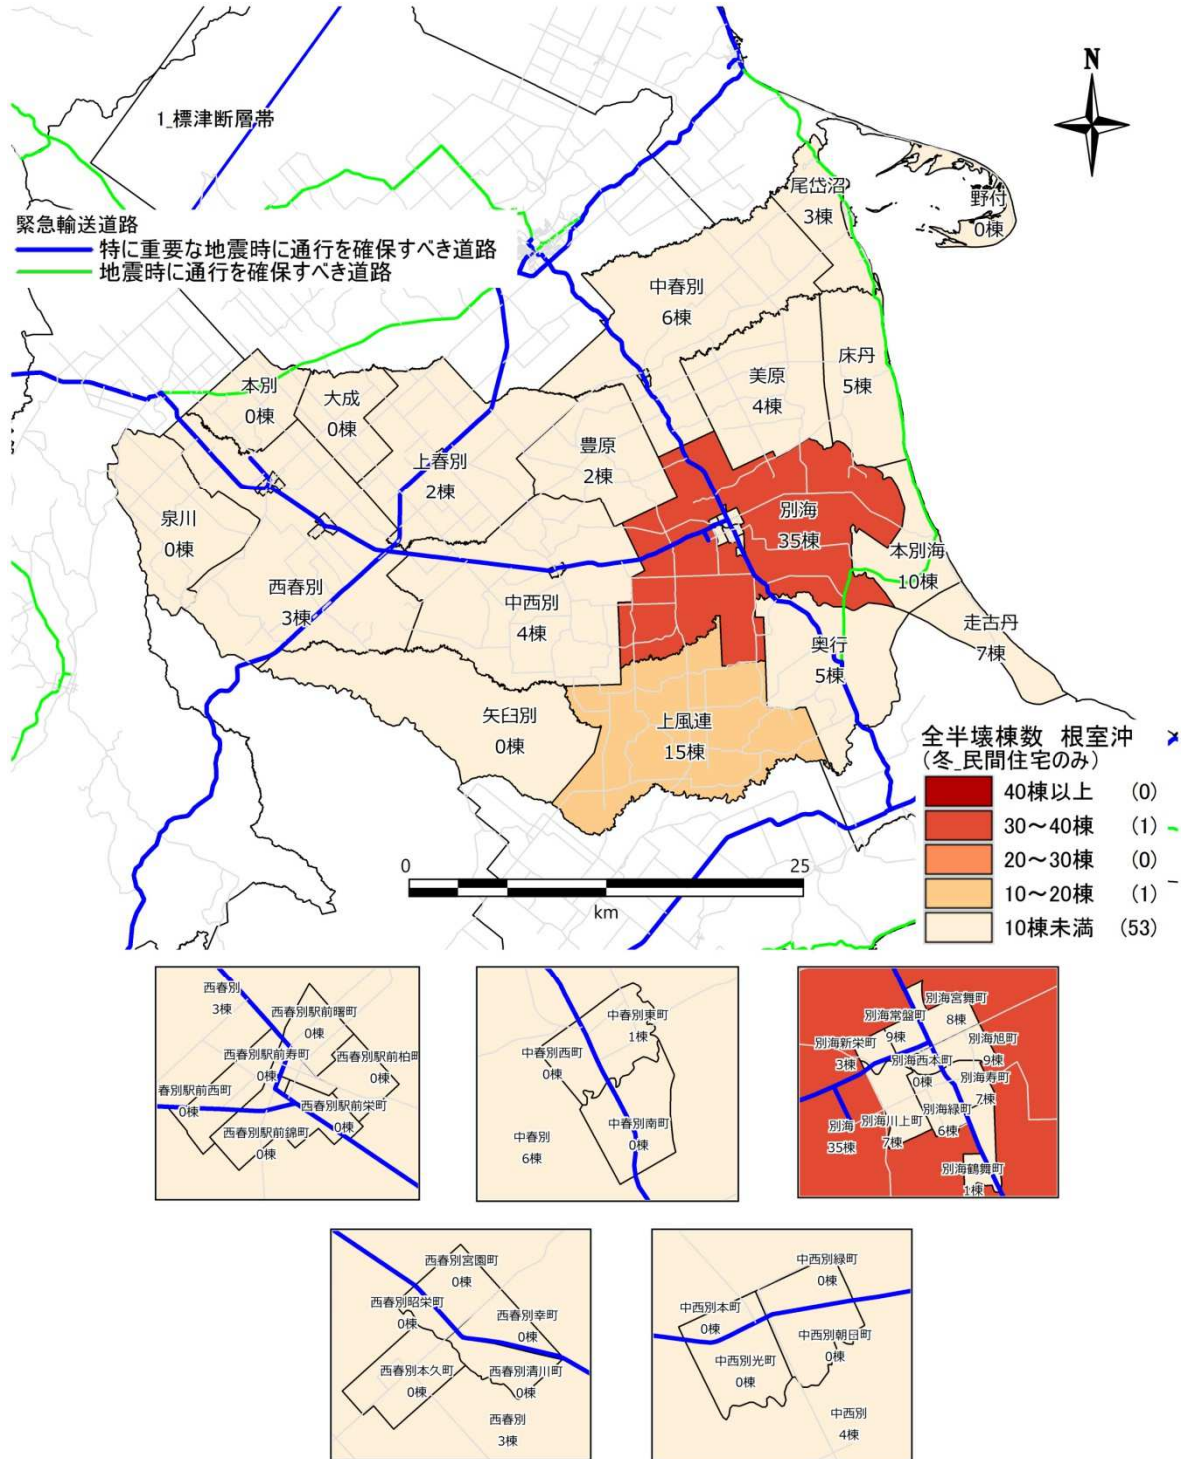 N
1_標津断層帯
緊急輸送道路
特に重要な地震時に通行を確保すべき道路
地震時に通行を確保すべき道路
尾岱沼
3棟
野付
0棟
中春別
6棟
床丹
5棟
美原
4棟
本別
0棟
大成
0棟
上春別
2棟
豊原
2棟
別海
35棟
泉川
0棟
本別海
10棟
西春別
3棟
中西別
4棟
走古丹
7棟
奥行
5棟
矢臼別
0棟
上風連
15棟
全半壊棟数 根室沖
(冬_民間住宅のみ)
40棟以上 (0)
30～40棟 (1)
20～30棟 (0)
10～20棟 (1)
10棟未満 (53)
0 25
km
西春別
3棟
西春別駅前曙町
0棟
西春別駅前寿町
0棟
西春別駅前柏町
0棟
春別駅前西町
0棟
西春別駅前栄町
0棟
西春別駅前錦町
0棟
中春別東町
1棟
中春別西町
0棟
中春別南町
0棟
中春別
6棟
別海宮舞町
8棟
別海常盤町
9棟
別海新栄町
3棟
別海旭町
9棟
別海西本町
0棟
別海寿町
7棟
別海緑町
6棟
別海川上町
7棟
別海
35棟
別海鶴舞町
1棟
西春別宮園町
0棟
西春別昭栄町
0棟
西春別幸町
0棟
西春別本久町
0棟
西春別清川町
0棟
西春別
3棟
中西別緑町
0棟
中西別本町
0棟
中西別朝日町
0棟
中西別光町
0棟
中西別
4棟